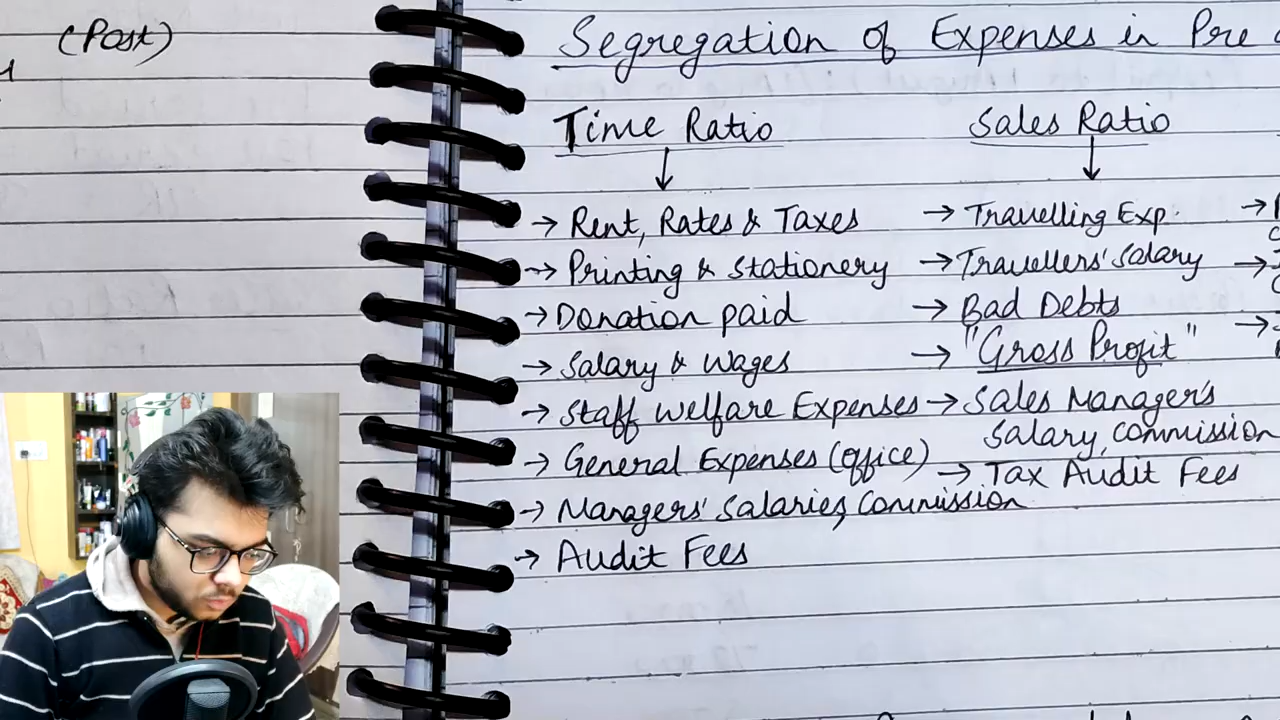 (Post)
Segregation of Expenses in Pre
Time Ratio
→ Rent, Rates & Taxes
→ Printing & Stationery
→ Donation paid
→ Salary & Wages
→ Staff Welfare Expenses
→ General Expenses (office)
→ Managers' Salaries, Commission
→ Audit Fees
Sales Ratio
→ Travelling Exp.
→ Travellers' Salary
→ Bad Debts
→ "Gross Profit"
→ Sales Manager's
Salary, commission
→ Tax Audit Fees